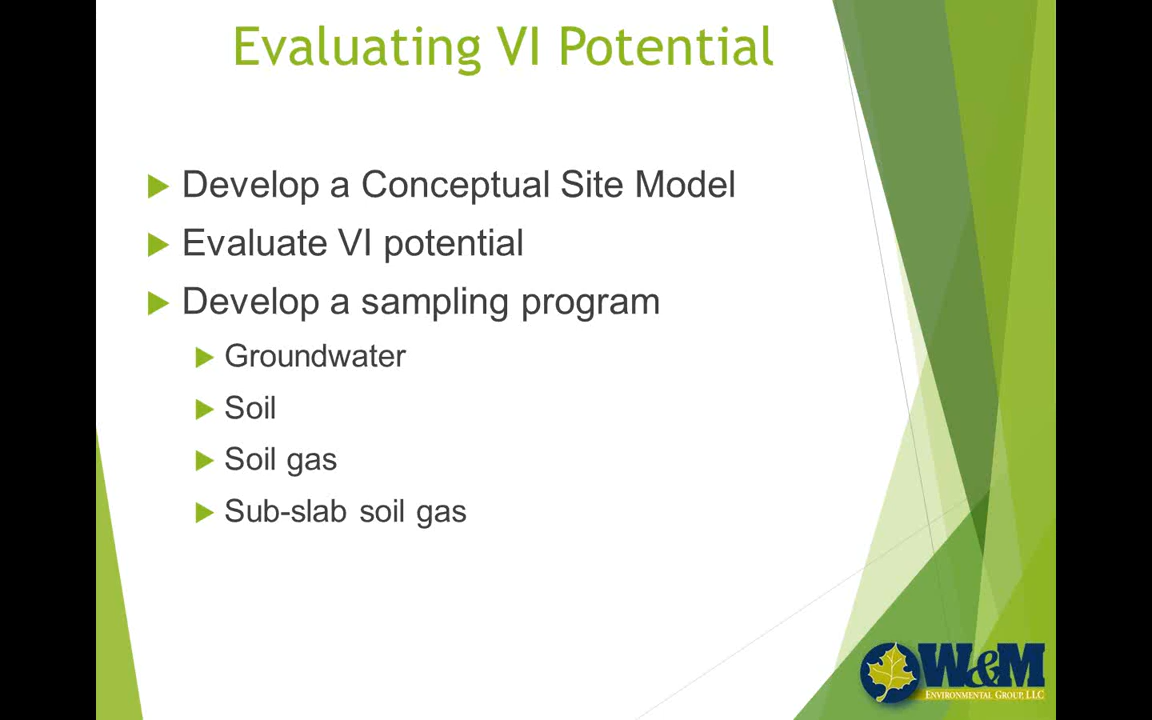 Evaluating VI Potential
Develop a Conceptual Site Model
Evaluate VI potential
Develop a sampling program
Groundwater
Soil
Soil gas
Sub-slab soil gas
W&M
ENVIRONMENTAL GROUP, LLC